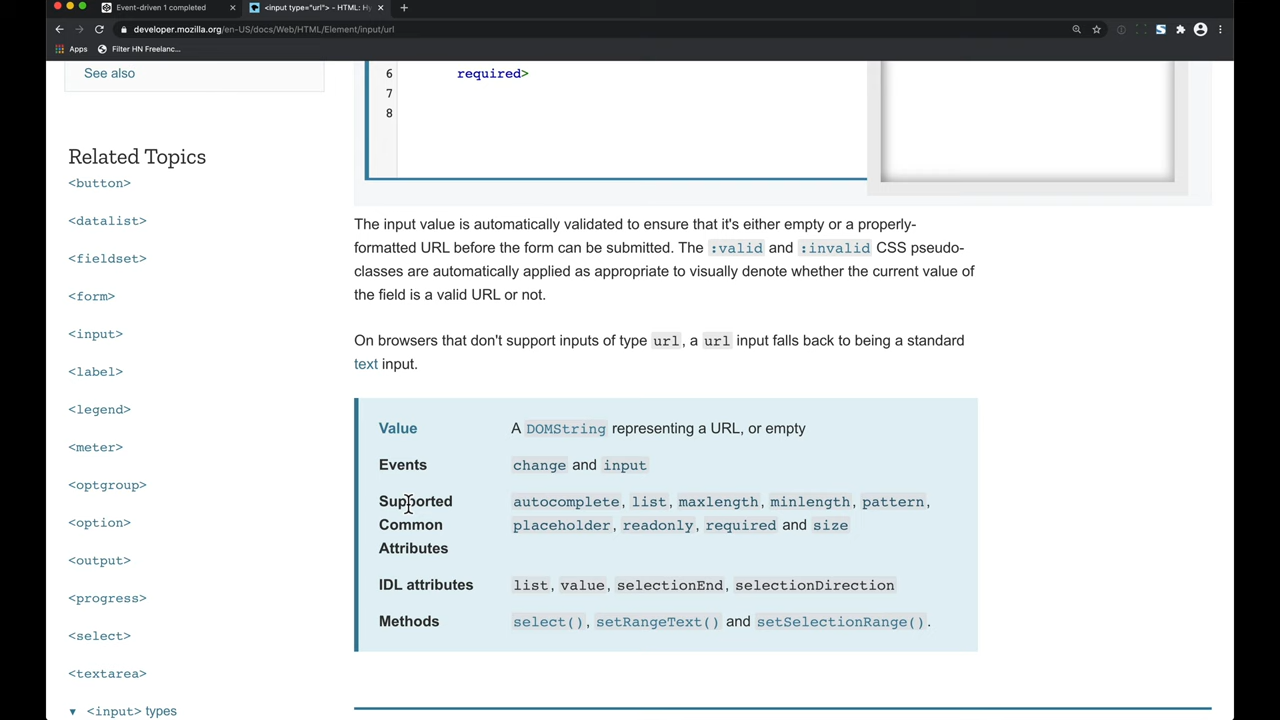 Event-driven 1 completed
<input type="url"> - HTML: Hy
developer.mozilla.org/en-US/docs/Web/HTML/Element/input/url
Apps
Filter HN Freelanc...
See also
Related Topics
<button>
<datalist>
<fieldset>
<form>
<input>
<label>
<legend>
<meter>
<optgroup>
<option>
<output>
<progress>
<select>
<textarea>
▼ <input> types
6 required>
7
8
The input value is automatically validated to ensure that it's either empty or a properly-
formatted URL before the form can be submitted. The :valid and :invalid CSS pseudo-
classes are automatically applied as appropriate to visually denote whether the current value of
the field is a valid URL or not.
On browsers that don't support inputs of type url, a url input falls back to being a standard
text input.
Value A DOMString representing a URL, or empty
Events change and input
Supported autocomplete, list, maxlength, minlength, pattern,
Common placeholder, readonly, required and size
Attributes
IDL attributes list, value, selectionEnd, selectionDirection
Methods select(), setRangeText() and setSelectionRange().